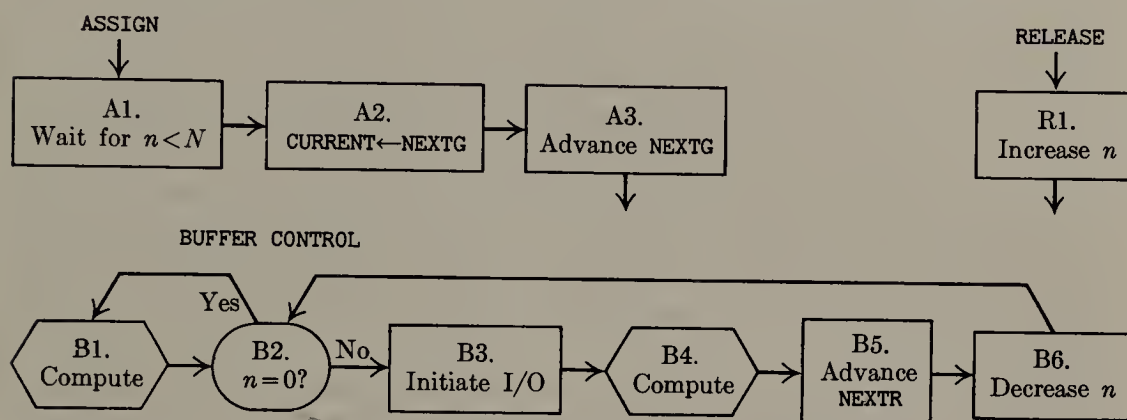 ASSIGN
RELEASE
A1.
Wait for n<N
A2.
CURRENT←NEXTG
A3.
Advance NEXTG
R1.
Increase n
BUFFER CONTROL
Yes
B1.
Compute
B2.
n=0?
No
B3.
Initiate I/O
B4.
Compute
B5.
Advance
NEXTR
B6.
Decrease n